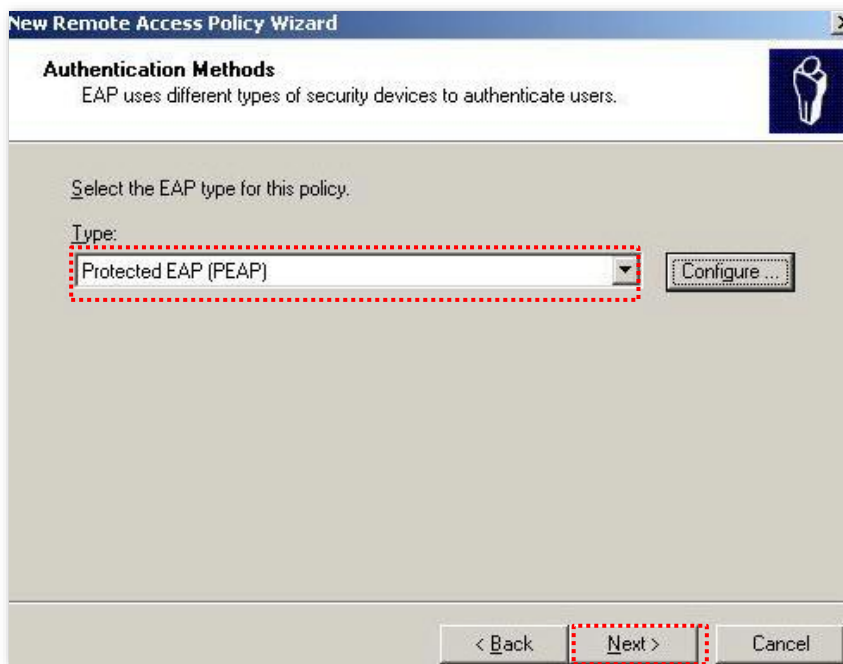 New Remote Access Policy Wizard
Authentication Methods
EAP uses different types of security devices to authenticate users.
Select the EAP type for this policy.
Type:
Protected EAP (PEAP)
Configure ...
< Back
Next >
Cancel